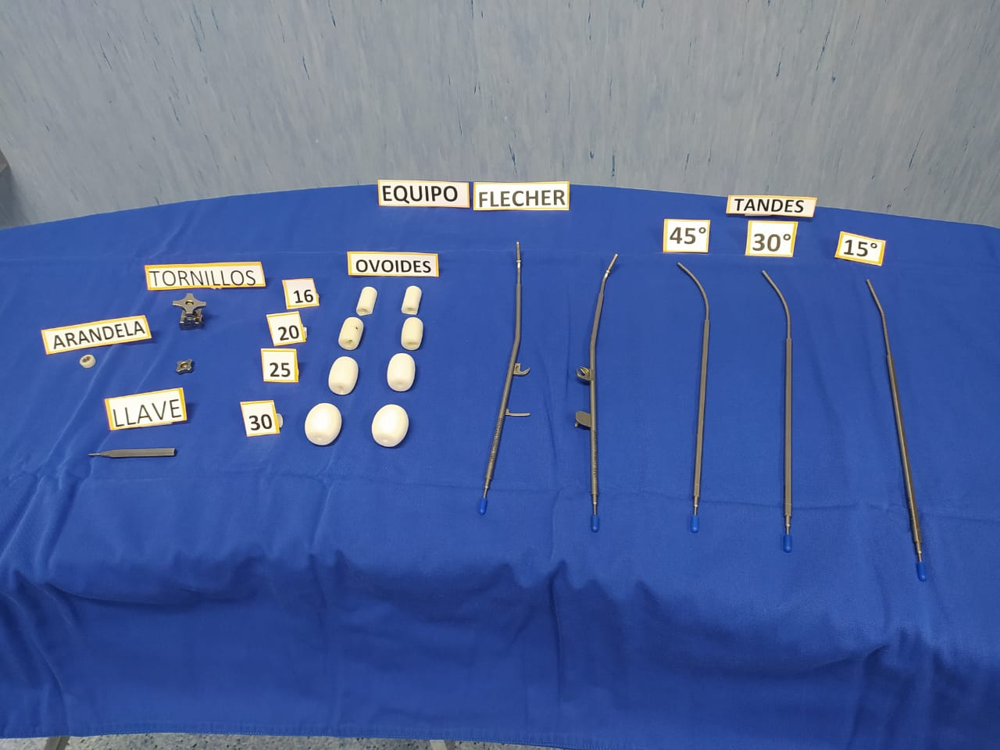 EQUIPO FLECHER
TANDES
45° 30° 15°
OVOIDES
TORNILLOS
16
20
25
30
ARANDELA
LLAVE